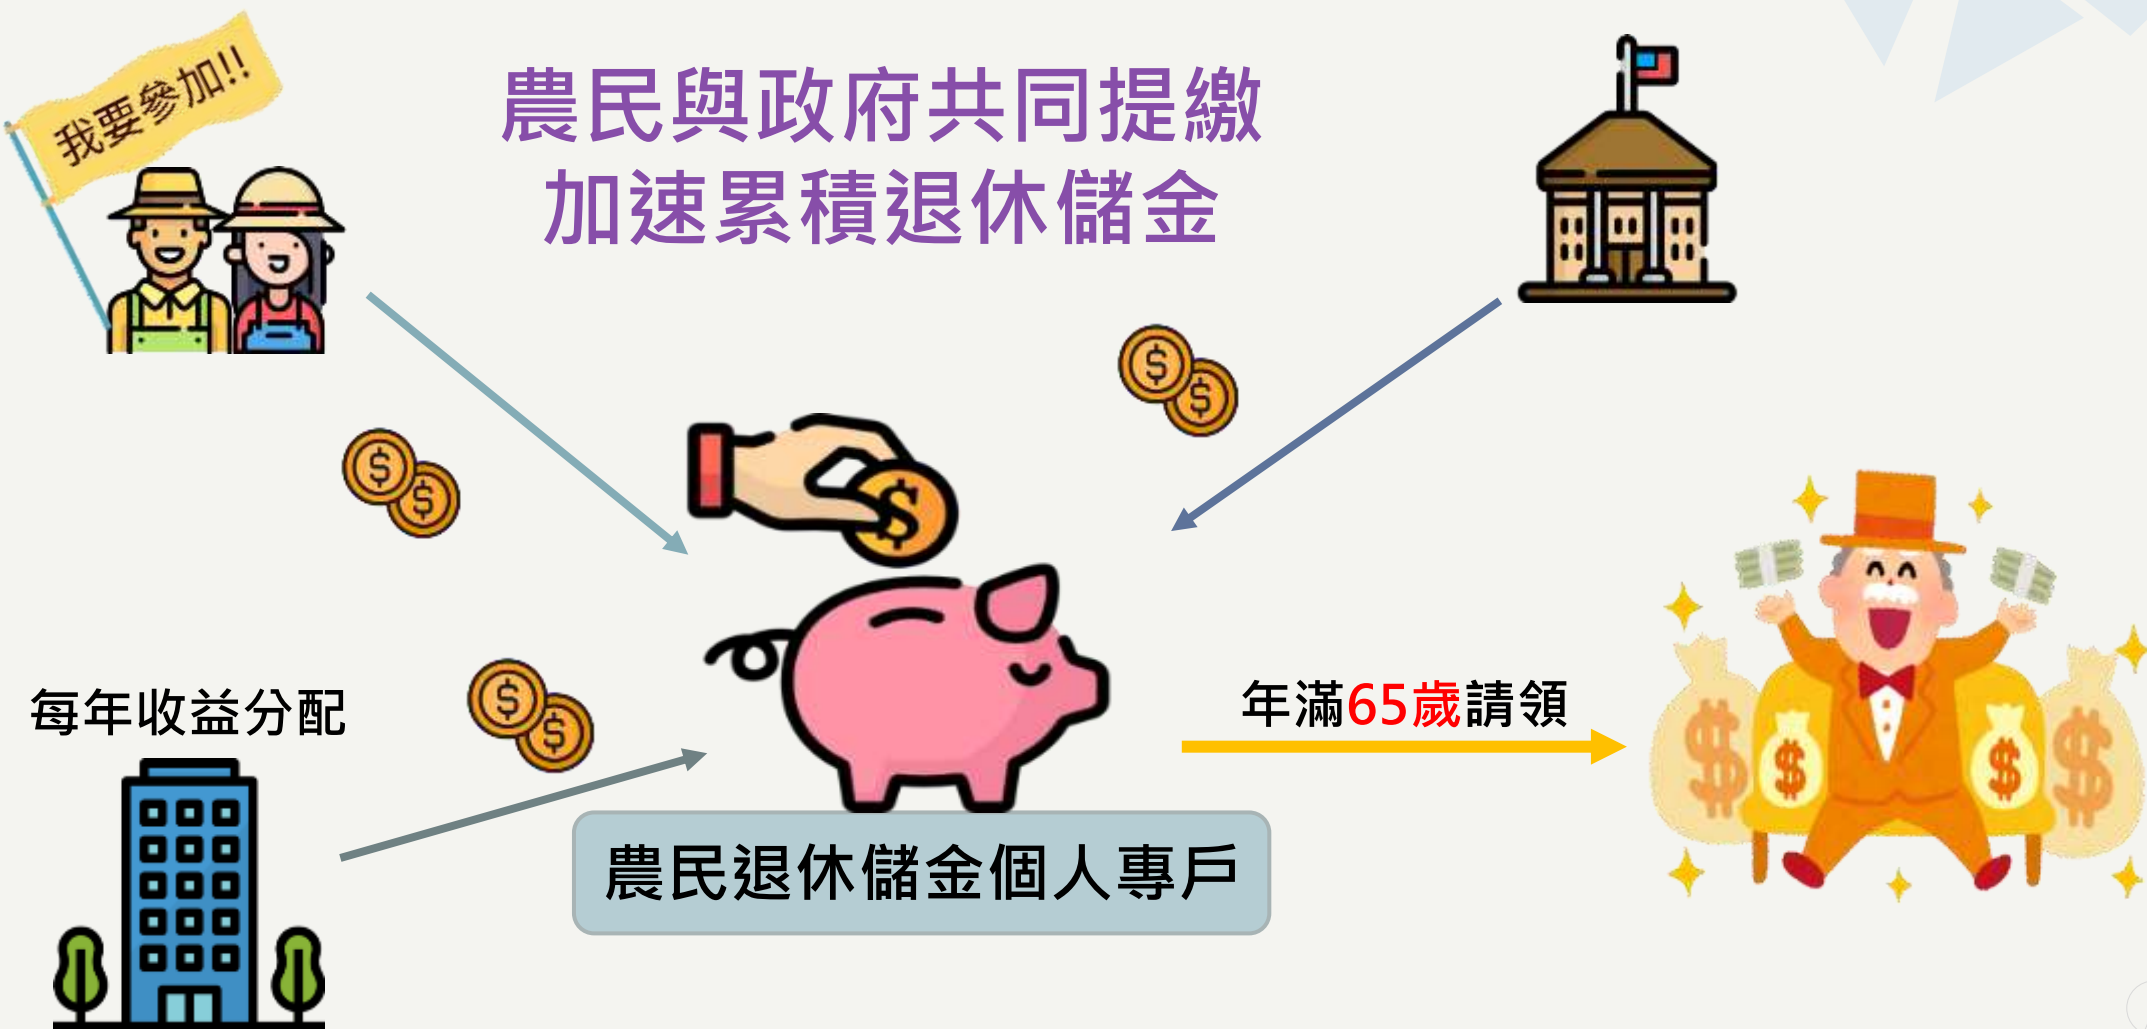 我要參加!!
農民與政府共同提繳
加速累積退休儲金
每年收益分配
年滿65歲請領
農民退休儲金個人專戶